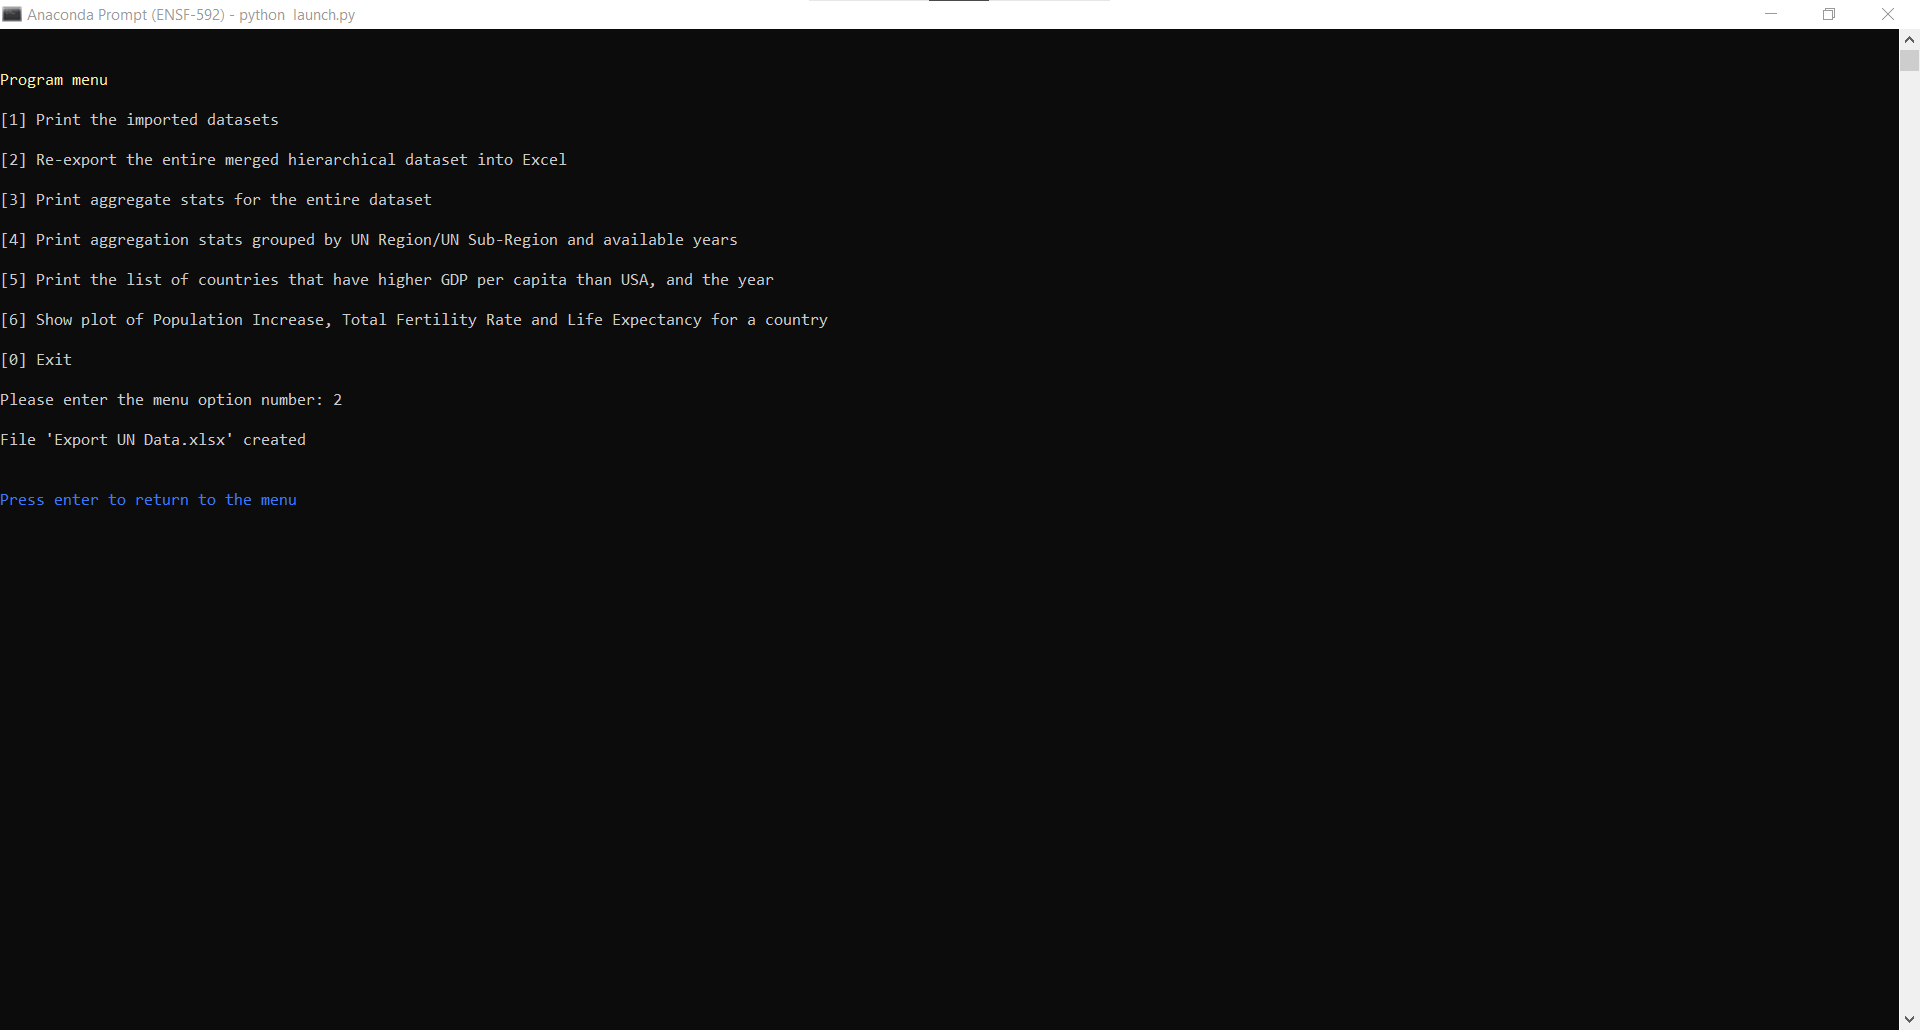 Anaconda Prompt (ENSF-592) - python  launch.py
Program menu
[1] Print the imported datasets
[2] Re-export the entire merged hierarchical dataset into Excel
[3] Print aggregate stats for the entire dataset
[4] Print aggregation stats grouped by UN Region/UN Sub-Region and available years
[5] Print the list of countries that have higher GDP per capita than USA, and the year
[6] Show plot of Population Increase, Total Fertility Rate and Life Expectancy for a country
[0] Exit
Please enter the menu option number: 2
File 'Export UN Data.xlsx' created
Press enter to return to the menu